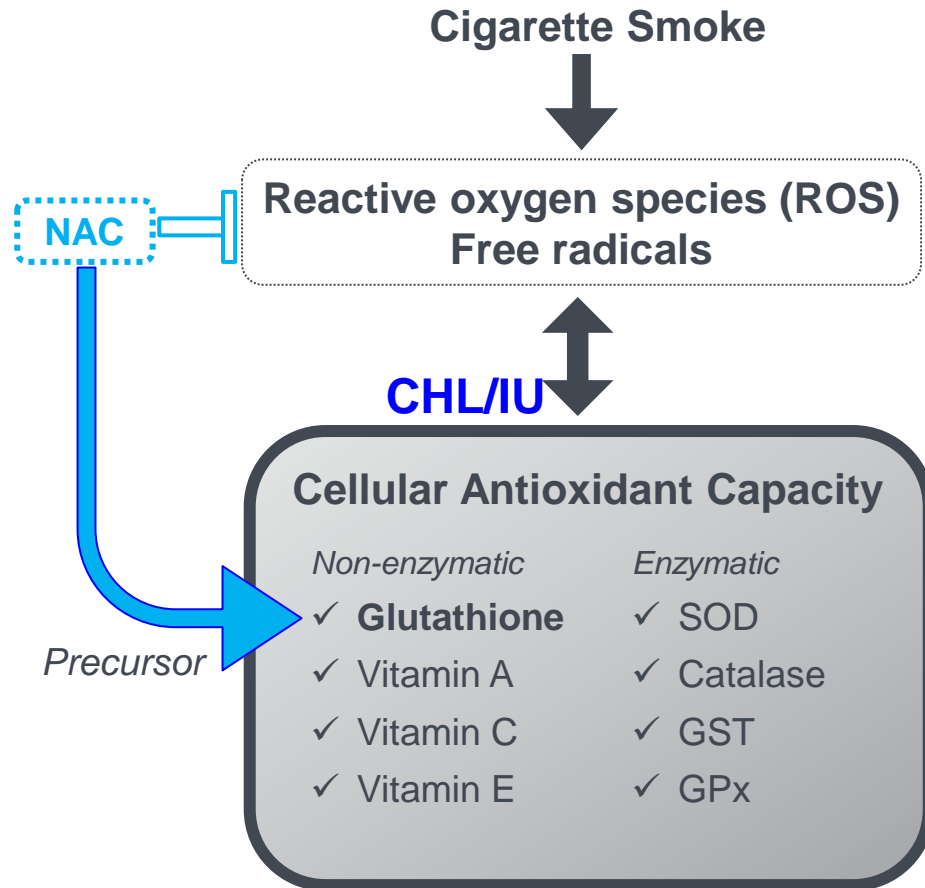 Cigarette Smoke
Reactive oxygen species (ROS)
Free radicals
NAC
CHL/IU
Cellular Antioxidant Capacity
Non-enzymatic Enzymatic
✓ Glutathione ✓ SOD
Precursor
✓ Vitamin A ✓ Catalase
✓ Vitamin C ✓ GST
✓ Vitamin E ✓ GPx